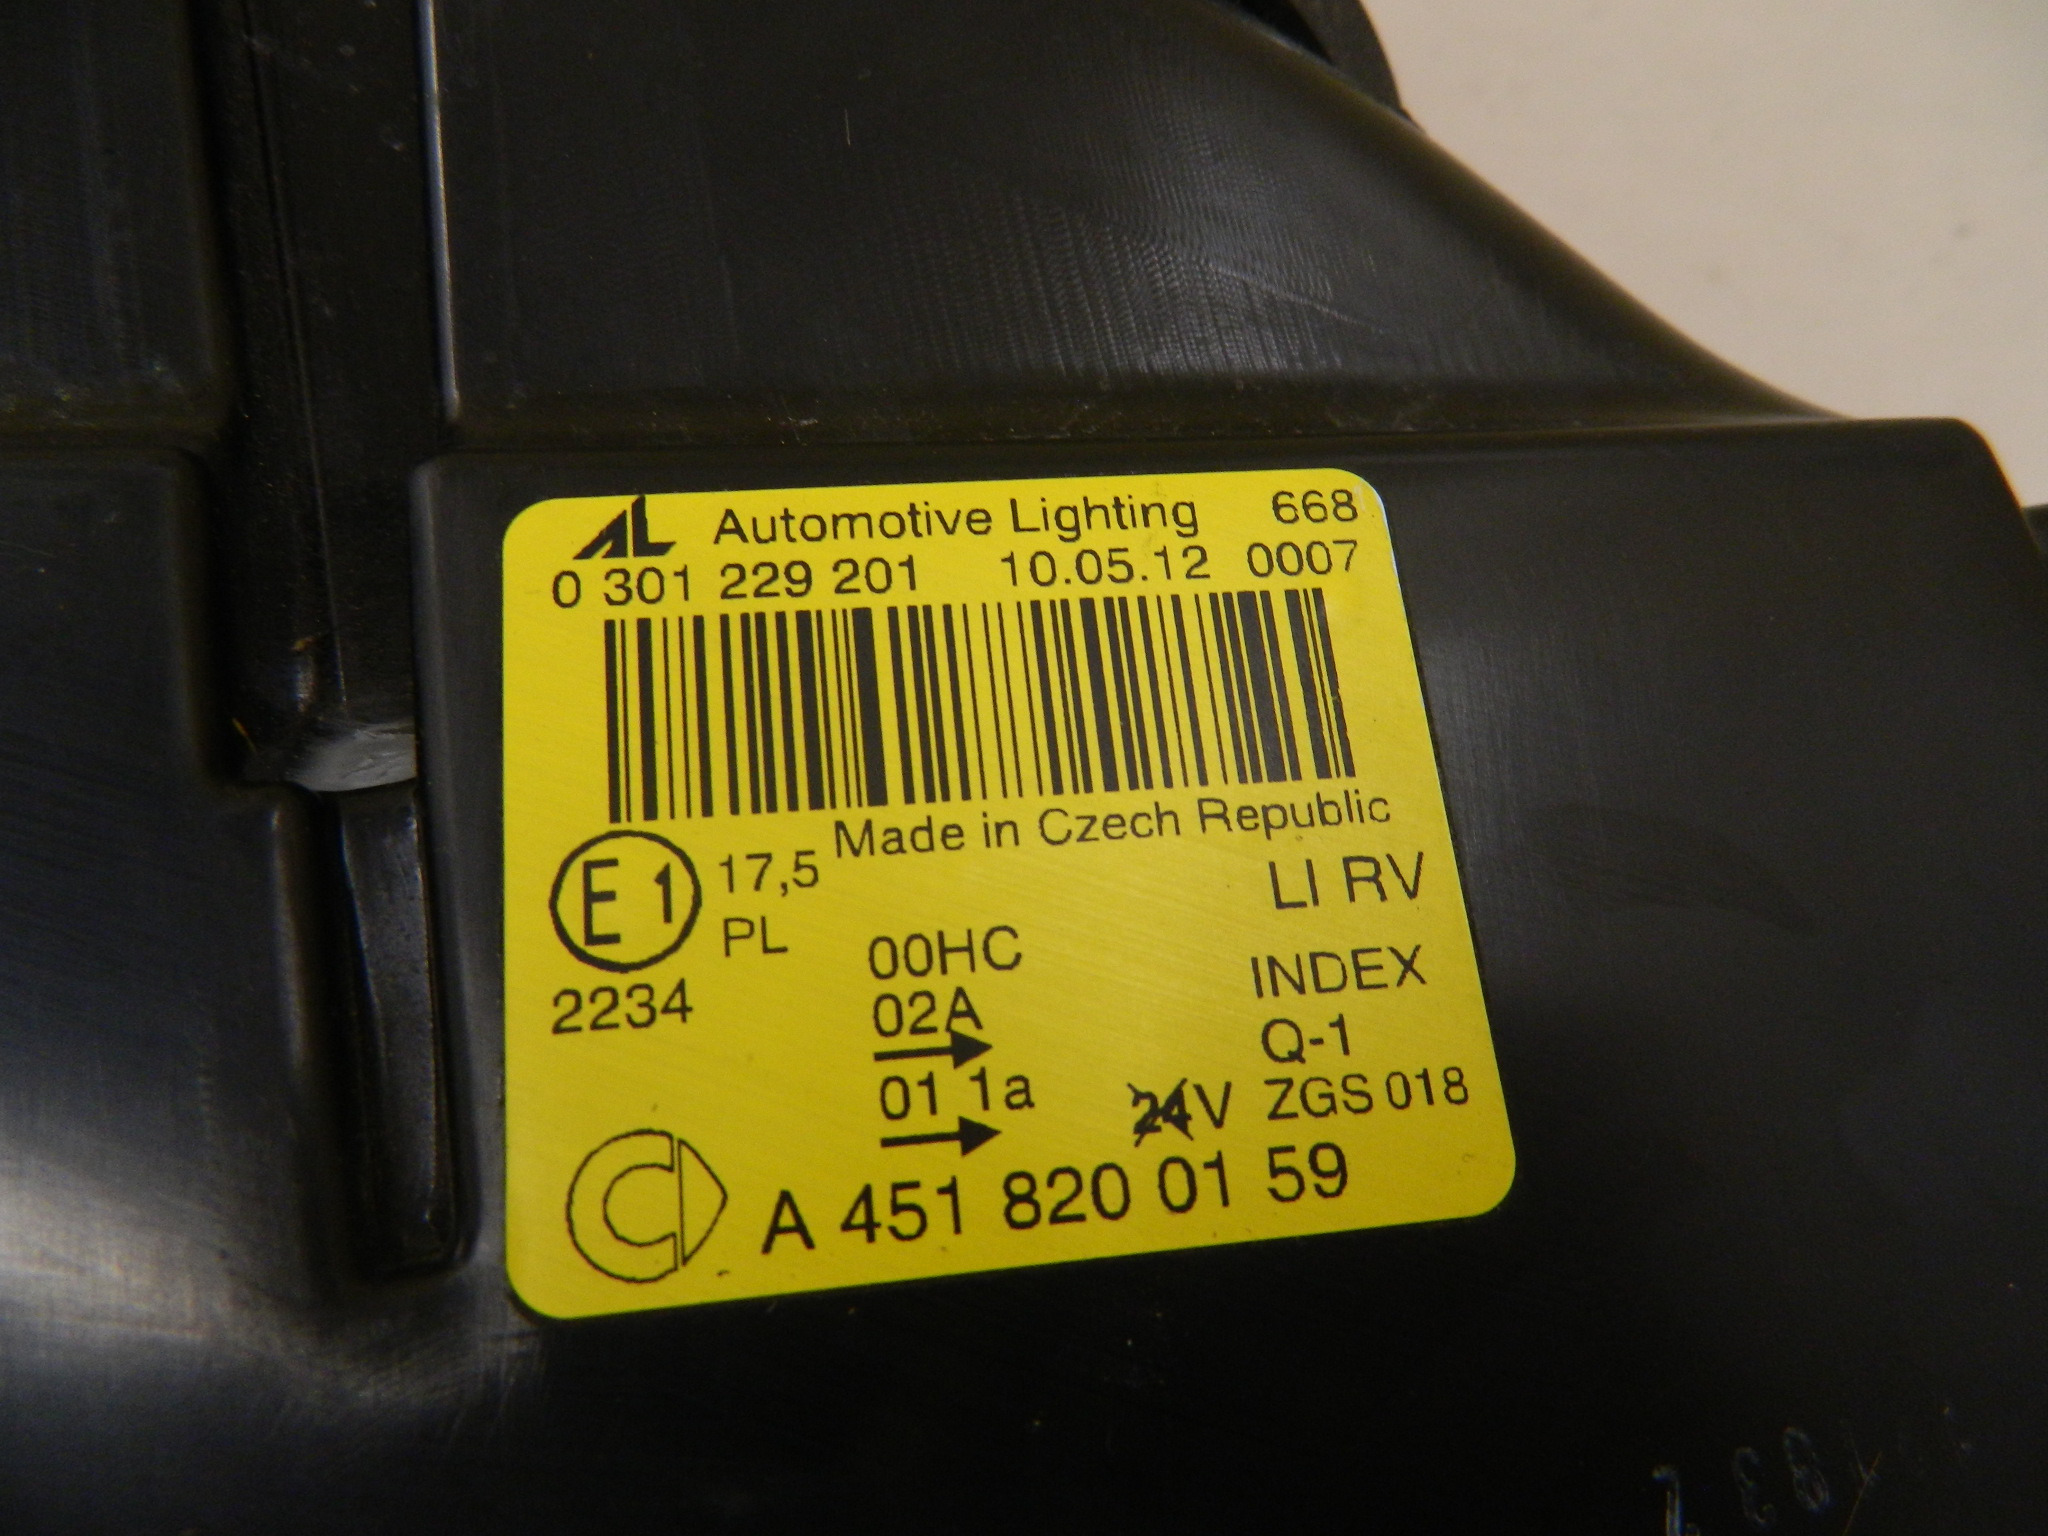 AL Automotive Lighting 668
0 301 229 201 10.05.12 0007
Made in Czech Republic
E1 17,5 LI RV
PL 00HC INDEX
2234 02A Q-1
01 1a 24V ZGS 018
A 451 820 01 59